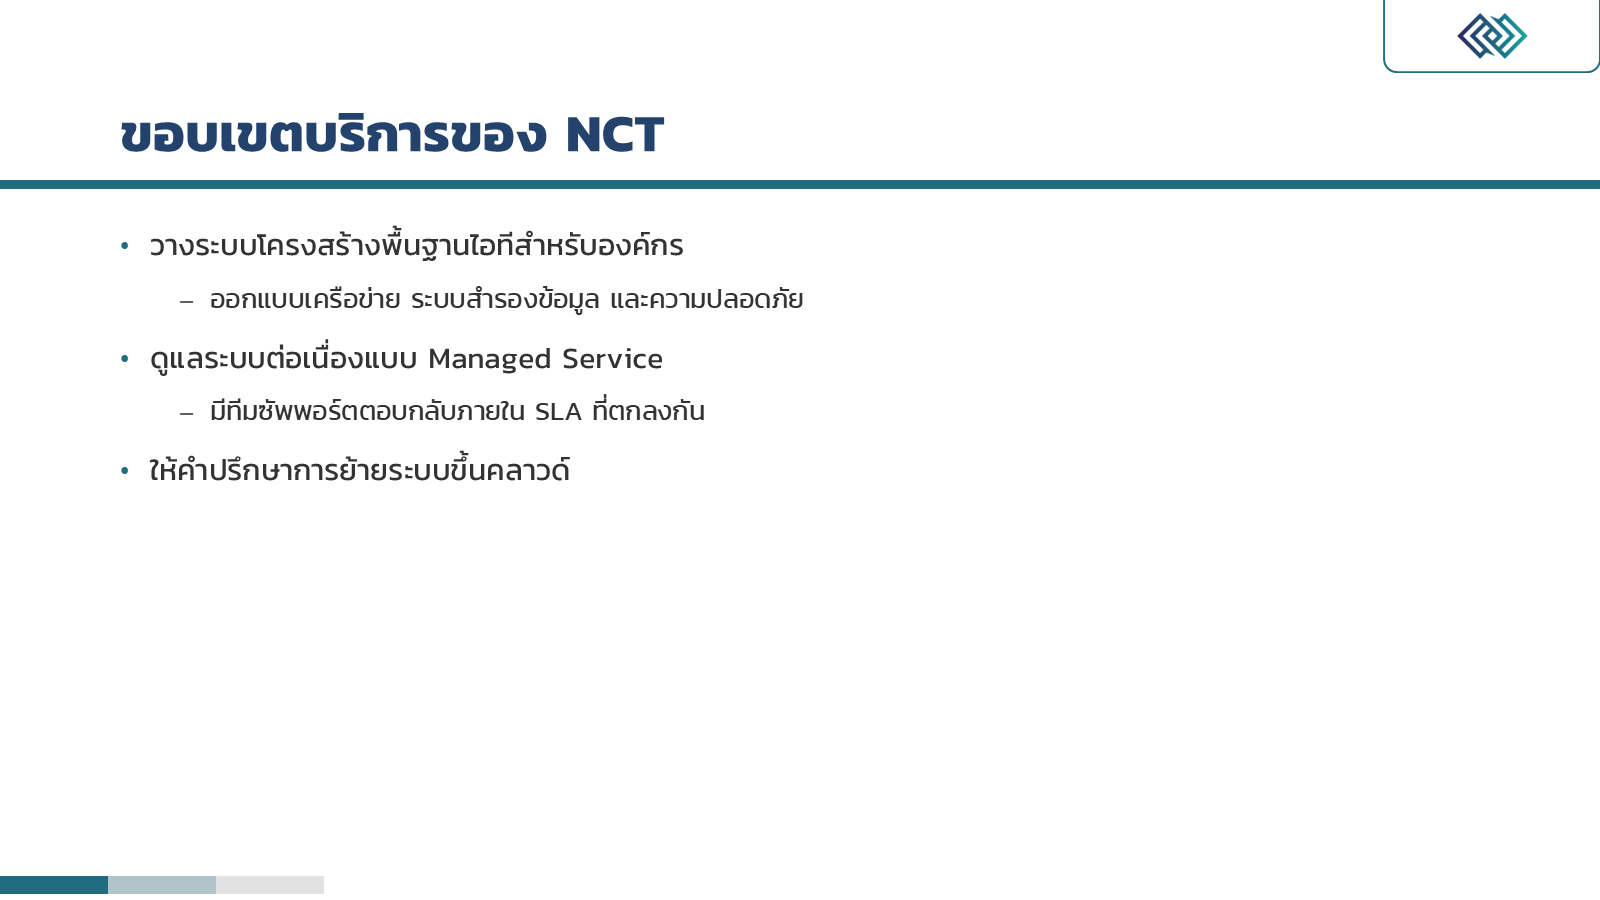 ขอบเขตบริการของ NCT
• วางระบบโครงสร้างพื้นฐานไอทีสำหรับองค์กร
– ออกแบบเครือข่าย ระบบสำรองข้อมูล และความปลอดภัย
• ดูแลระบบต่อเนื่องแบบ Managed Service
– มีทีมซัพพอร์ตตอบกลับภายใน SLA ที่ตกลงกัน
• ให้คำปรึกษาการย้ายระบบขึ้นคลาวด์